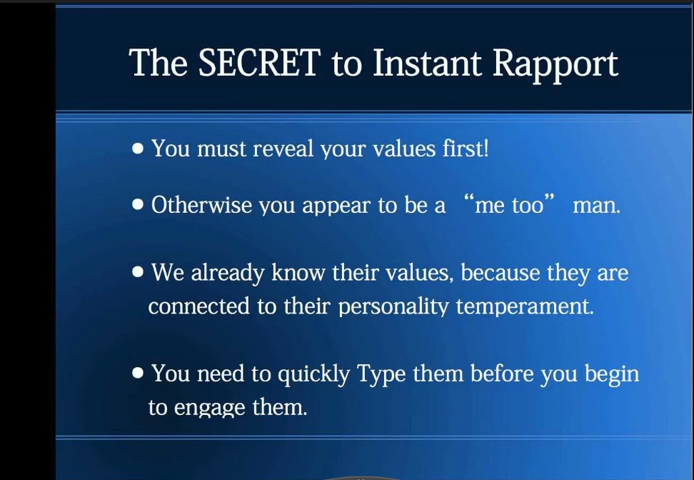 The SECRET to Instant Rapport
● You must reveal your values first!
● Otherwise you appear to be a “me too” man.
● We already know their values, because they are
connected to their personality temperament.
● You need to quickly Type them before you begin
to engage them.